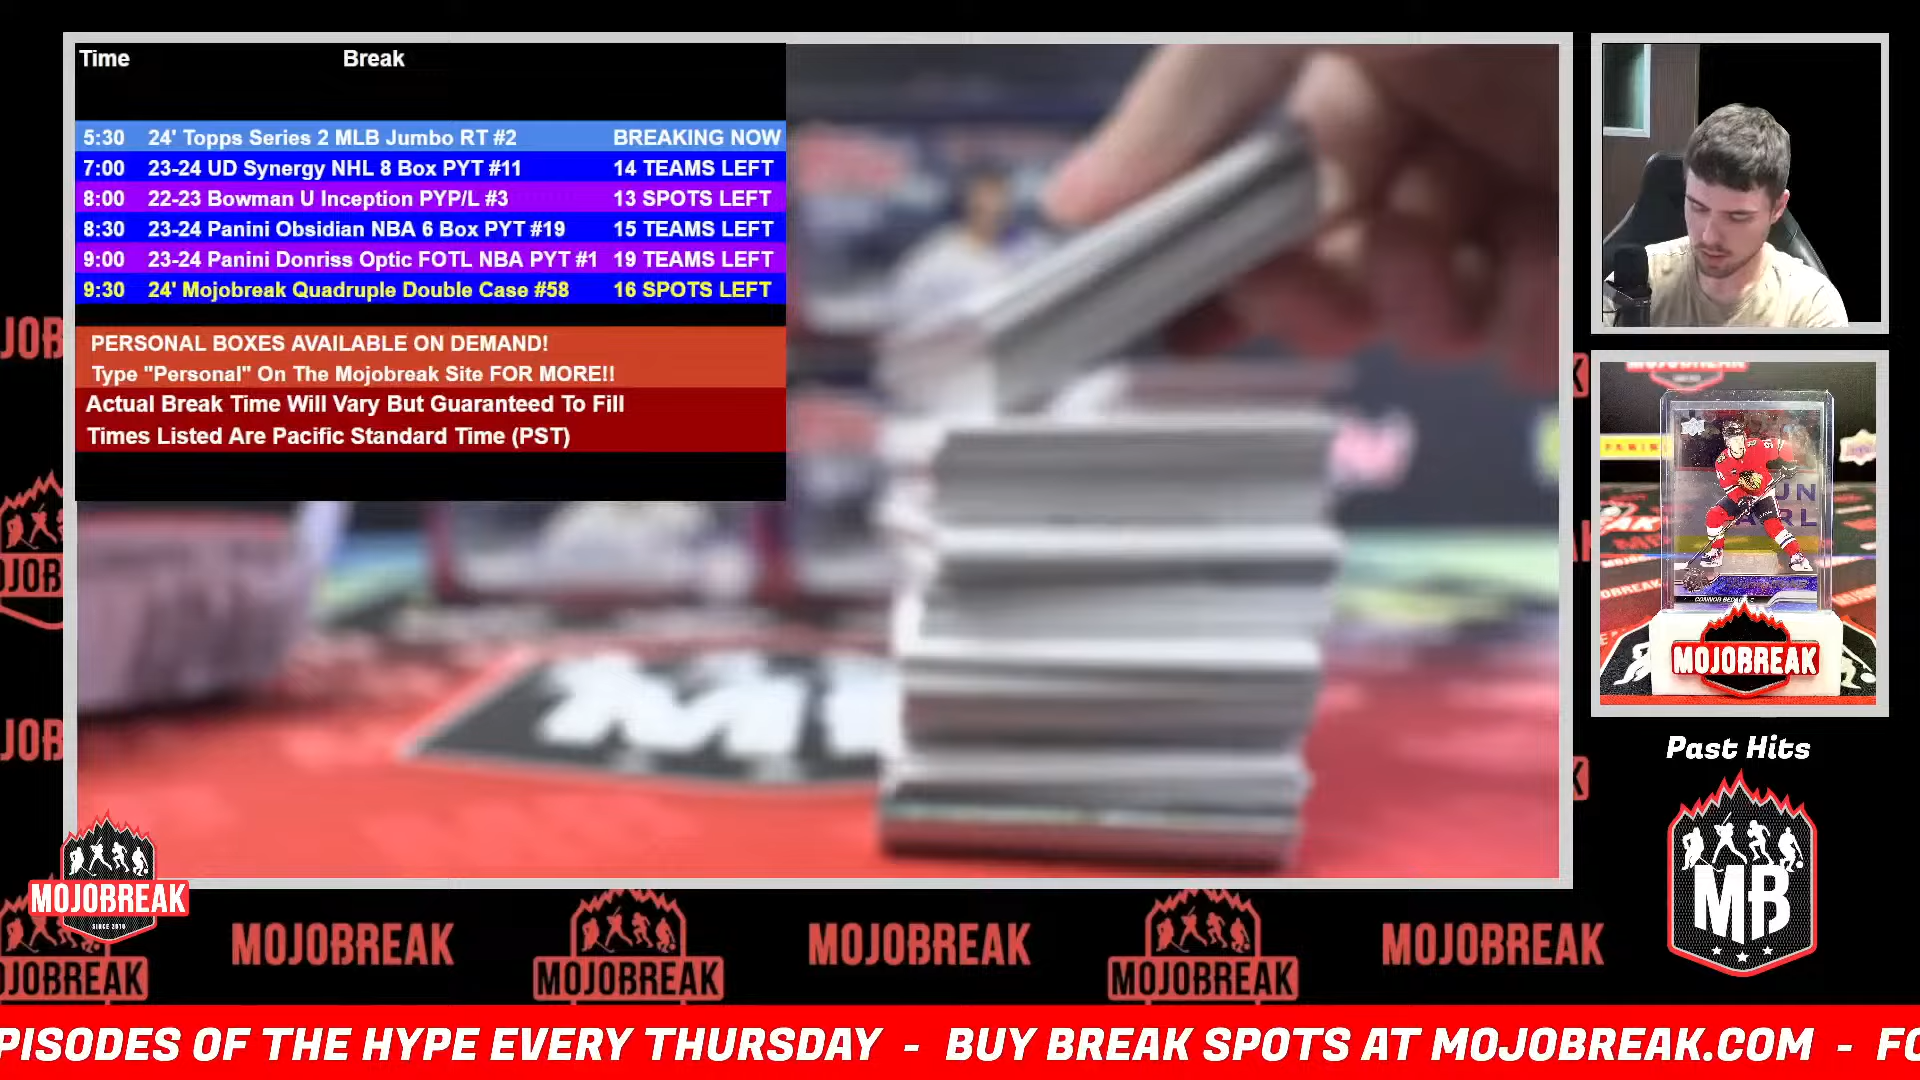 Time Break
5:30 24' Topps Series 2 MLB Jumbo RT #2 BREAKING NOW
7:00 23-24 UD Synergy NHL 8 Box PYT #11 14 TEAMS LEFT
8:00 22-23 Bowman U Inception PYP/L #3 13 SPOTS LEFT
8:30 23-24 Panini Obsidian NBA 6 Box PYT #19 15 TEAMS LEFT
9:00 23-24 Panini Donriss Optic FOTL NBA PYT #1 19 TEAMS LEFT
9:30 24' Mojobreak Quadruple Double Case #58 16 SPOTS LEFT
PERSONAL BOXES AVAILABLE ON DEMAND!
Type "Personal" On The Mojobreak Site FOR MORE!!
Actual Break Time Will Vary But Guaranteed To Fill
Times Listed Are Pacific Standard Time (PST)
PANINI
MOJOBREAK
Past Hits
MB
MOJOBREAK
SINCE 2010
MOJOBREAK
MOJOBREAK
MOJOBREAK
MOJOBREAK
MOJOBREAK
OJOBREAK
PISODES OF THE HYPE EVERY THURSDAY - BUY BREAK SPOTS AT MOJOBREAK.COM - FO